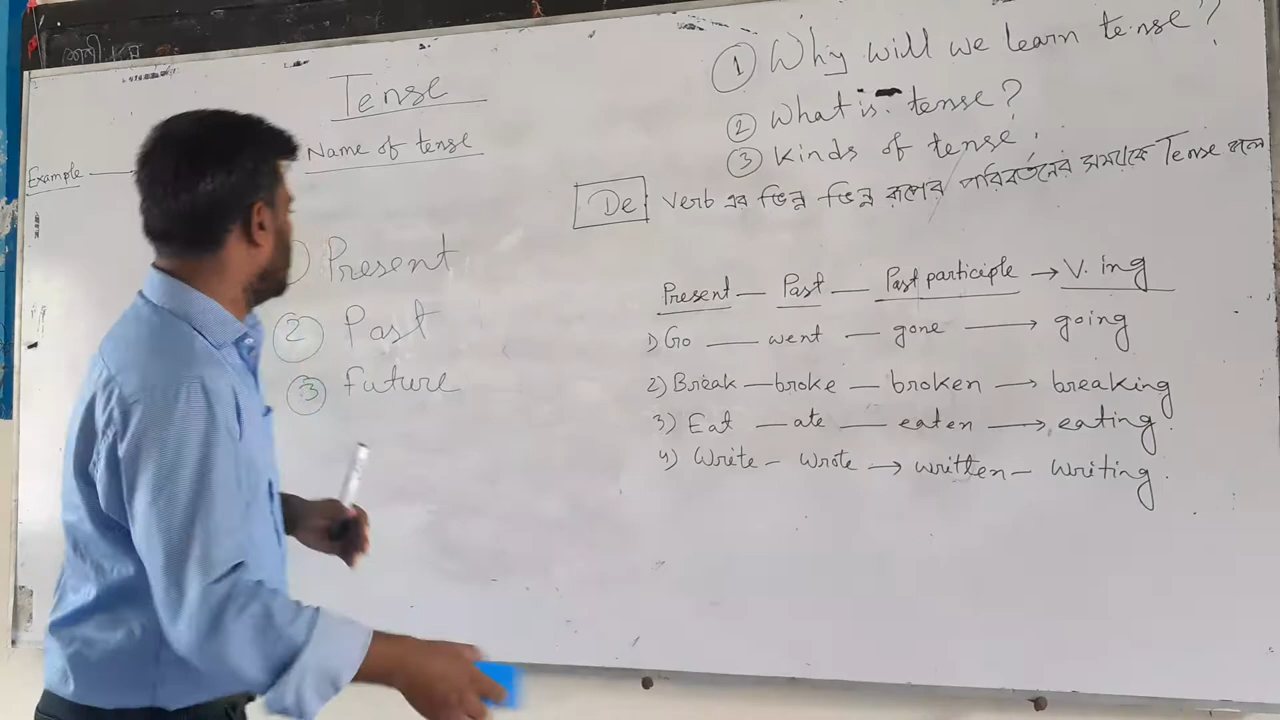 Tense
Example
Name of tense
1) Present
2 Past
3 future
1 Why will we learn tense?
2 What is tense?
3 Kinds of tense.
De Verb এর ভিন্ন ভিন্ন রূপের পরিবর্তনের সময়কে Tense বলে
Present — Past — Past participle → V. ing
1) Go — went — gone → going
2) Break — broke — broken → breaking
3) Eat — ate — eaten → eating.
4) Write – wrote → written – writing.